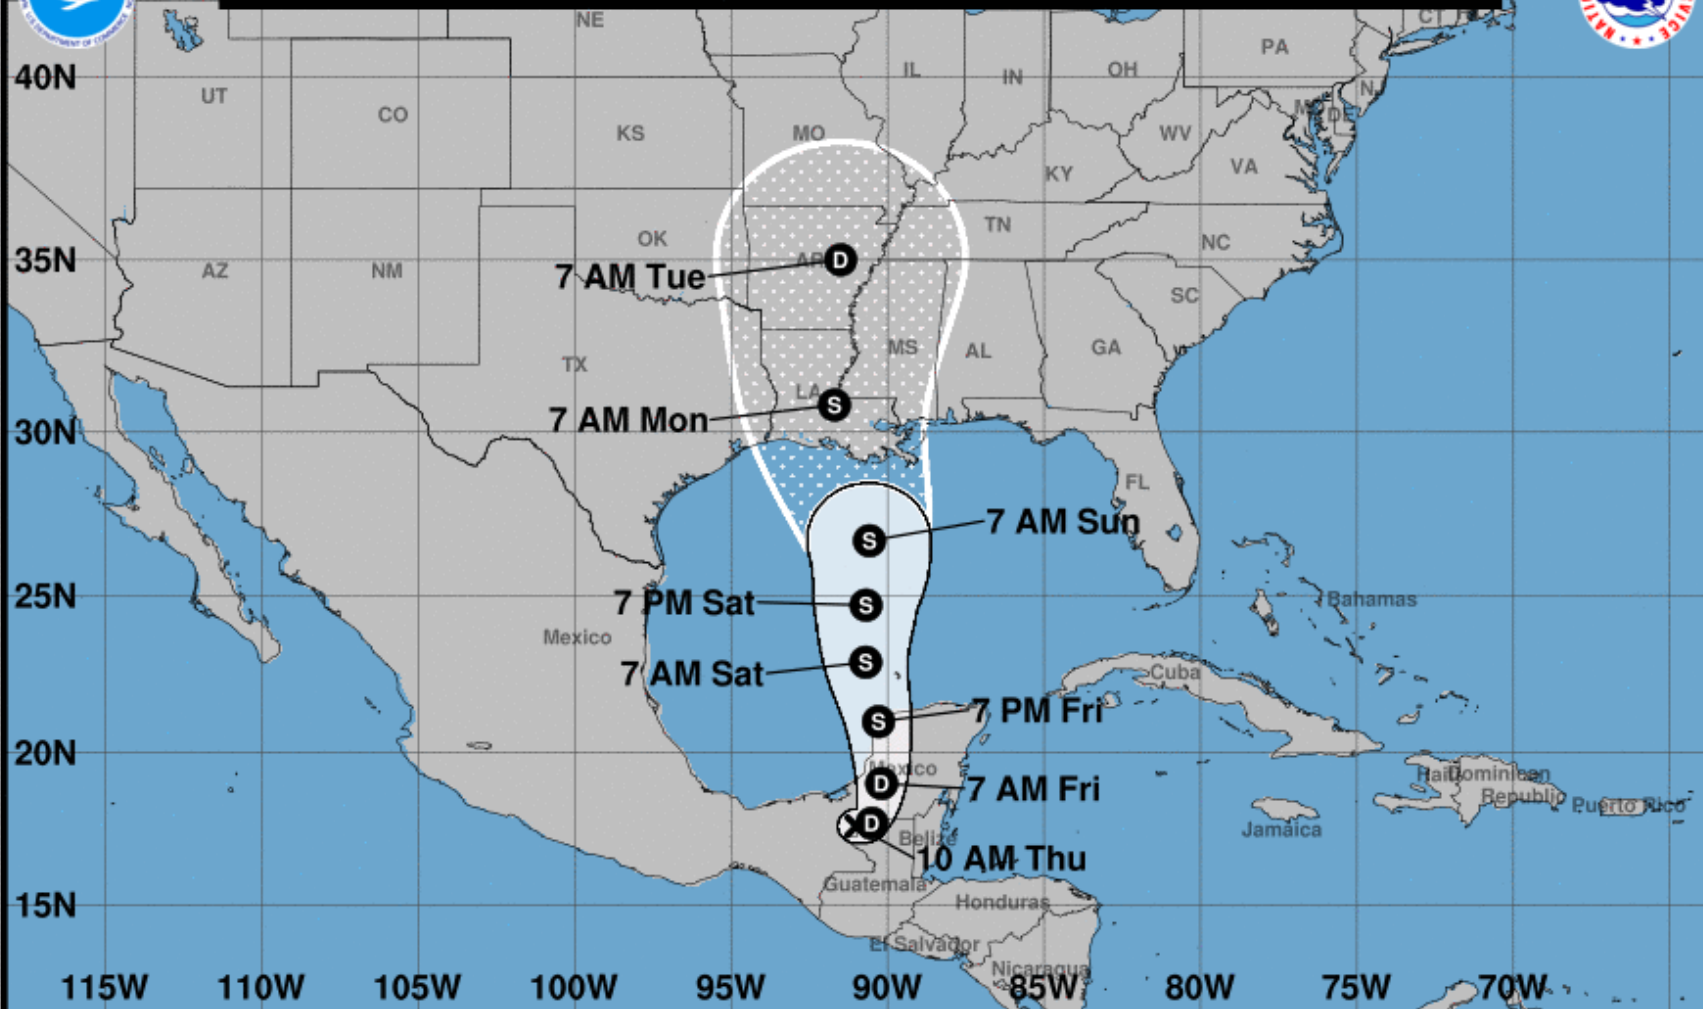 NE
CT
PA
40N
IL
IN
OH
UT
CO
KS
MO
WV
DE
VA
KY
TN
OK
NC
35N
AZ
NM
AR
D
7 AM Tue
SC
TX
MS
AL
GA
LA
S
7 AM Mon
30N
FL
7 AM Sun
S
25N
7 PM Sat
S
Bahamas
Mexico
7 AM Sat
S
Cuba
7 PM Fri
S
20N
Mexico
Haiti
Dominican
Republic
D
7 AM Fri
Puerto Rico
Jamaica
D
Belize
10 AM Thu
Guatemala
15N
Honduras
El Salvador
Nicaragua
115W 110W 105W 100W 95W 90W 85W 80W 75W 70W